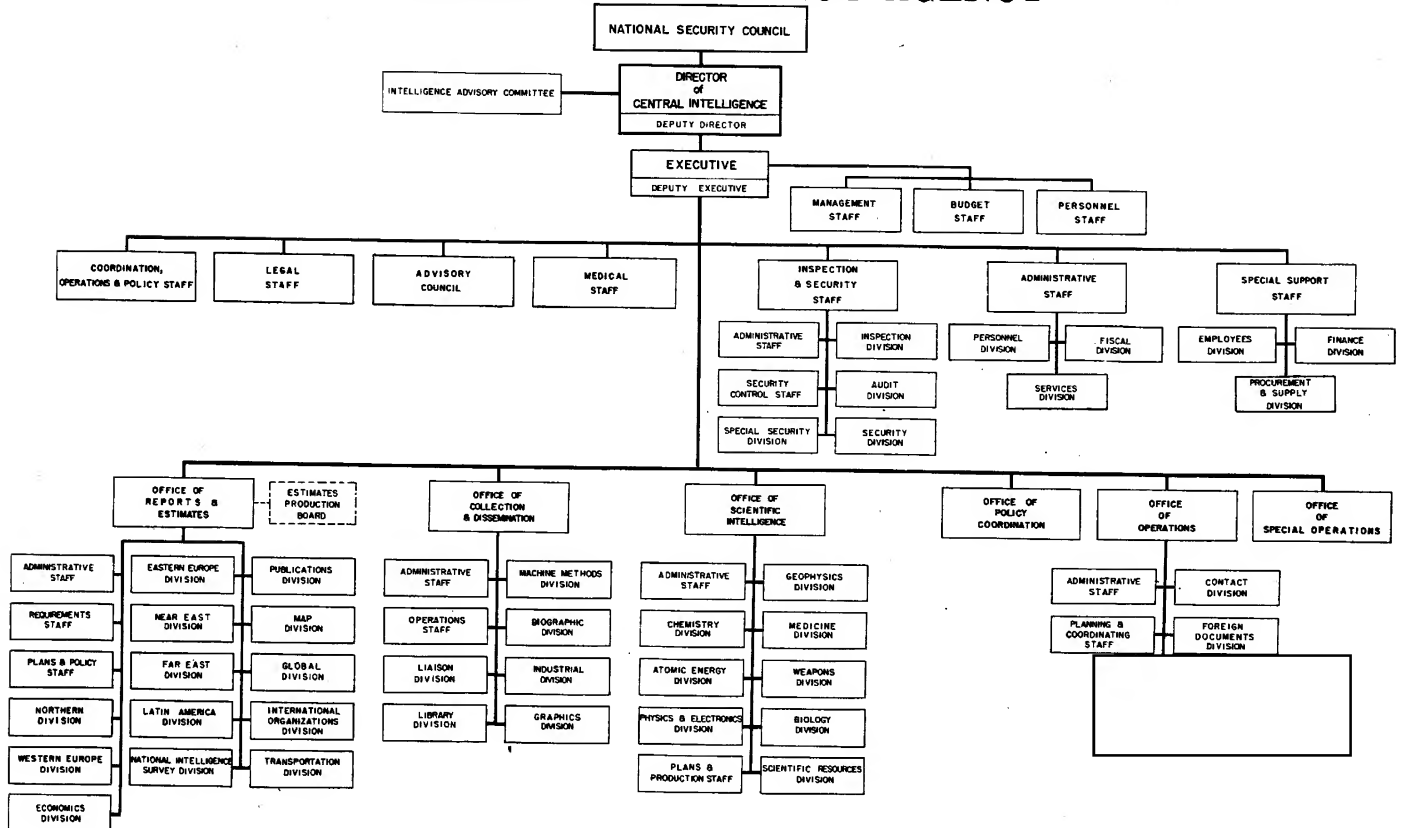 NATIONAL SECURITY COUNCIL
DIRECTOR
of
CENTRAL INTELLIGENCE
DEPUTY DIRECTOR
INTELLIGENCE ADVISORY COMMITTEE
EXECUTIVE
DEPUTY EXECUTIVE
MANAGEMENT
STAFF
BUDGET
STAFF
PERSONNEL
STAFF
COORDINATION,
OPERATIONS & POLICY STAFF
LEGAL
STAFF
ADVISORY
COUNCIL
MEDICAL
STAFF
INSPECTION
& SECURITY
STAFF
ADMINISTRATIVE
STAFF
SPECIAL SUPPORT
STAFF
ADMINISTRATIVE
STAFF
INSPECTION
DIVISION
SECURITY
CONTROL STAFF
AUDIT
DIVISION
SPECIAL SECURITY
DIVISION
SECURITY
DIVISION
PERSONNEL
DIVISION
FISCAL
DIVISION
SERVICES
DIVISION
EMPLOYEES
DIVISION
FINANCE
DIVISION
PROCUREMENT
& SUPPLY
DIVISION
OFFICE OF
REPORTS &
ESTIMATES
ESTIMATES
PRODUCTION
BOARD
OFFICE OF
COLLECTION
& DISSEMINATION
OFFICE OF
SCIENTIFIC
INTELLIGENCE
OFFICE OF
POLICY
COORDINATION
OFFICE
OF
OPERATIONS
OFFICE
OF
SPECIAL OPERATIONS
ADMINISTRATIVE
STAFF
EASTERN EUROPE
DIVISION
PUBLICATIONS
DIVISION
REQUIREMENTS
STAFF
NEAR EAST
DIVISION
MAP
DIVISION
PLANS & POLICY
STAFF
FAR EAST
DIVISION
GLOBAL
DIVISION
NORTHERN
DIVISION
LATIN AMERICA
DIVISION
INTERNATIONAL
ORGANIZATIONS
DIVISION
WESTERN EUROPE
DIVISION
NATIONAL INTELLIGENCE
SURVEY DIVISION
TRANSPORTATION
DIVISION
ECONOMICS
DIVISION
ADMINISTRATIVE
STAFF
MACHINE METHODS
DIVISION
OPERATIONS
STAFF
BIOGRAPHIC
DIVISION
LIAISON
DIVISION
INDUSTRIAL
DIVISION
LIBRARY
DIVISION
GRAPHICS
DIVISION
ADMINISTRATIVE
STAFF
GEOPHYSICS
DIVISION
CHEMISTRY
DIVISION
MEDICINE
DIVISION
ATOMIC ENERGY
DIVISION
WEAPONS
DIVISION
PHYSICS & ELECTRONICS
DIVISION
BIOLOGY
DIVISION
PLANS &
PRODUCTION STAFF
SCIENTIFIC RESOURCES
DIVISION
ADMINISTRATIVE
STAFF
CONTACT
DIVISION
PLANNING &
COORDINATING
STAFF
FOREIGN
DOCUMENTS
DIVISION